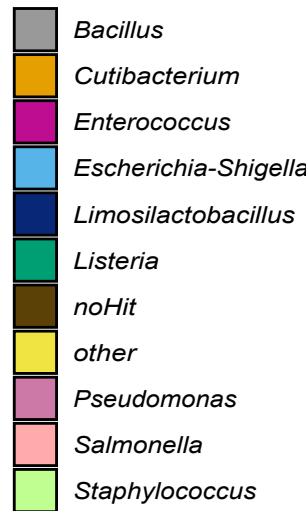 Bacillus
Cutibacterium
Enterococcus
Escherichia-Shigella
Limosilactobacillus
Listeria
noHit
other
Pseudomonas
Salmonella
Staphylococcus